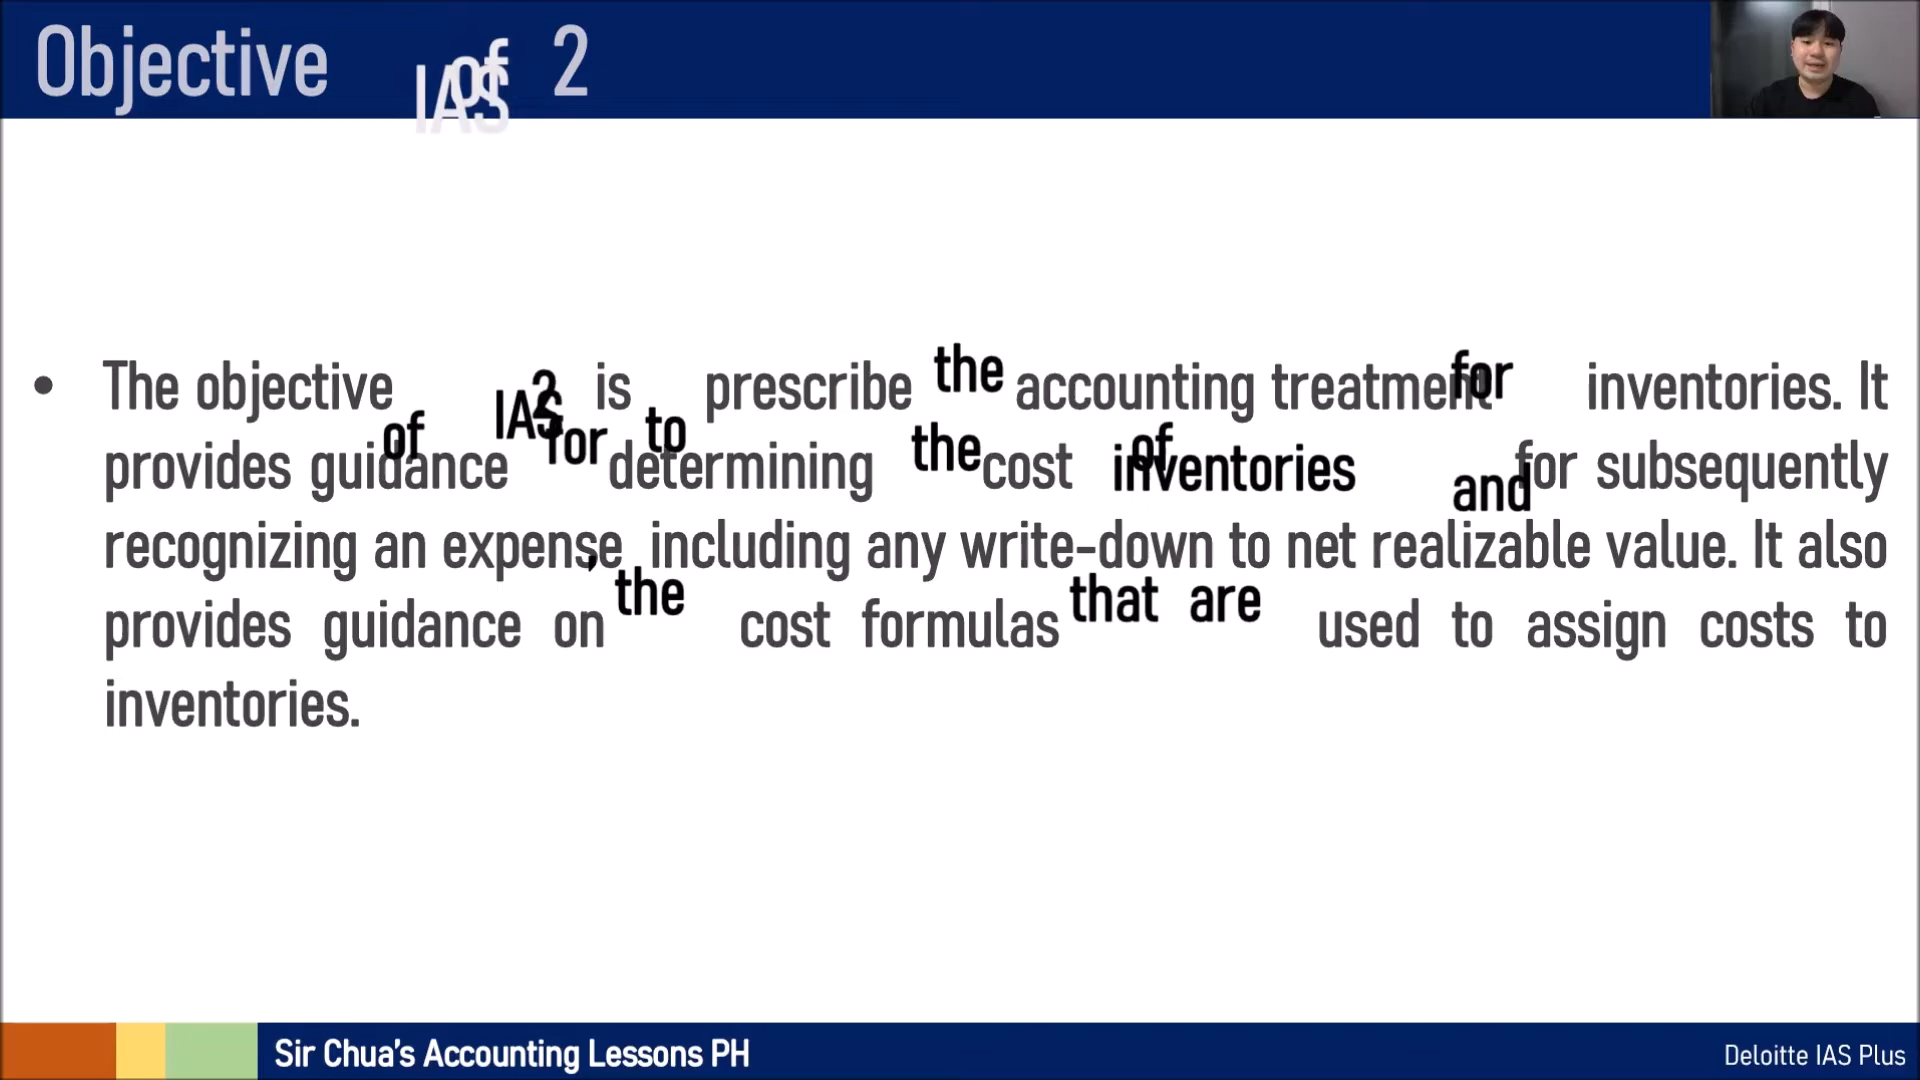 Objective of IAS 2
• The objective of IAS 2 is to prescribe the accounting treatment for inventories. It
provides guidance for determining the cost of inventories and for subsequently
recognizing an expense, including any write-down to net realizable value. It also
provides guidance on the cost formulas that are used to assign costs to
inventories.
Sir Chua's Accounting Lessons PH
Deloitte IAS Plus